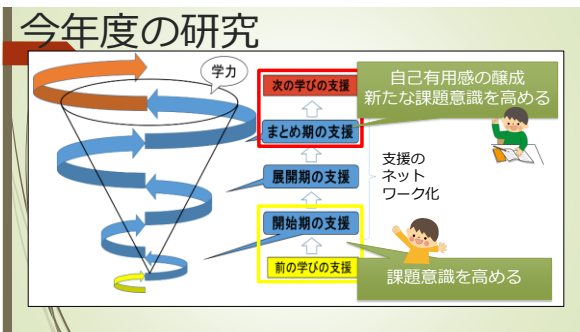 今年度の研究
学力
次の学びの支援
まとめ期の支援
展開期の支援
開始期の支援
前の学びの支援
自己有用感の醸成
新たな課題意識を高める
支援の
ネット
ワーク化
課題意識を高める